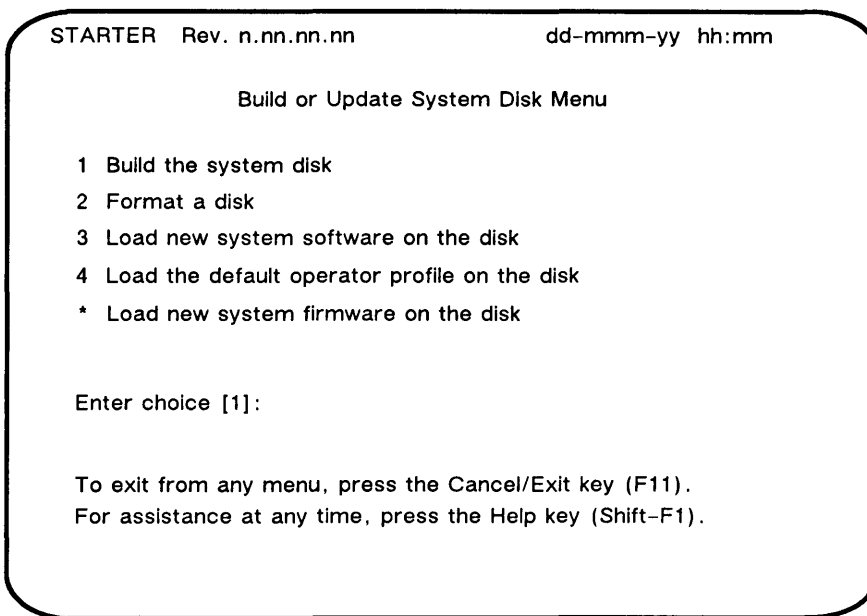 STARTER Rev. n.nn.nn.nn dd-mmm-yy hh:mm
Build or Update System Disk Menu
1 Build the system disk
2 Format a disk
3 Load new system software on the disk
4 Load the default operator profile on the disk
* Load new system firmware on the disk
Enter choice [1]:
To exit from any menu, press the Cancel/Exit key (F11).
For assistance at any time, press the Help key (Shift-F1).